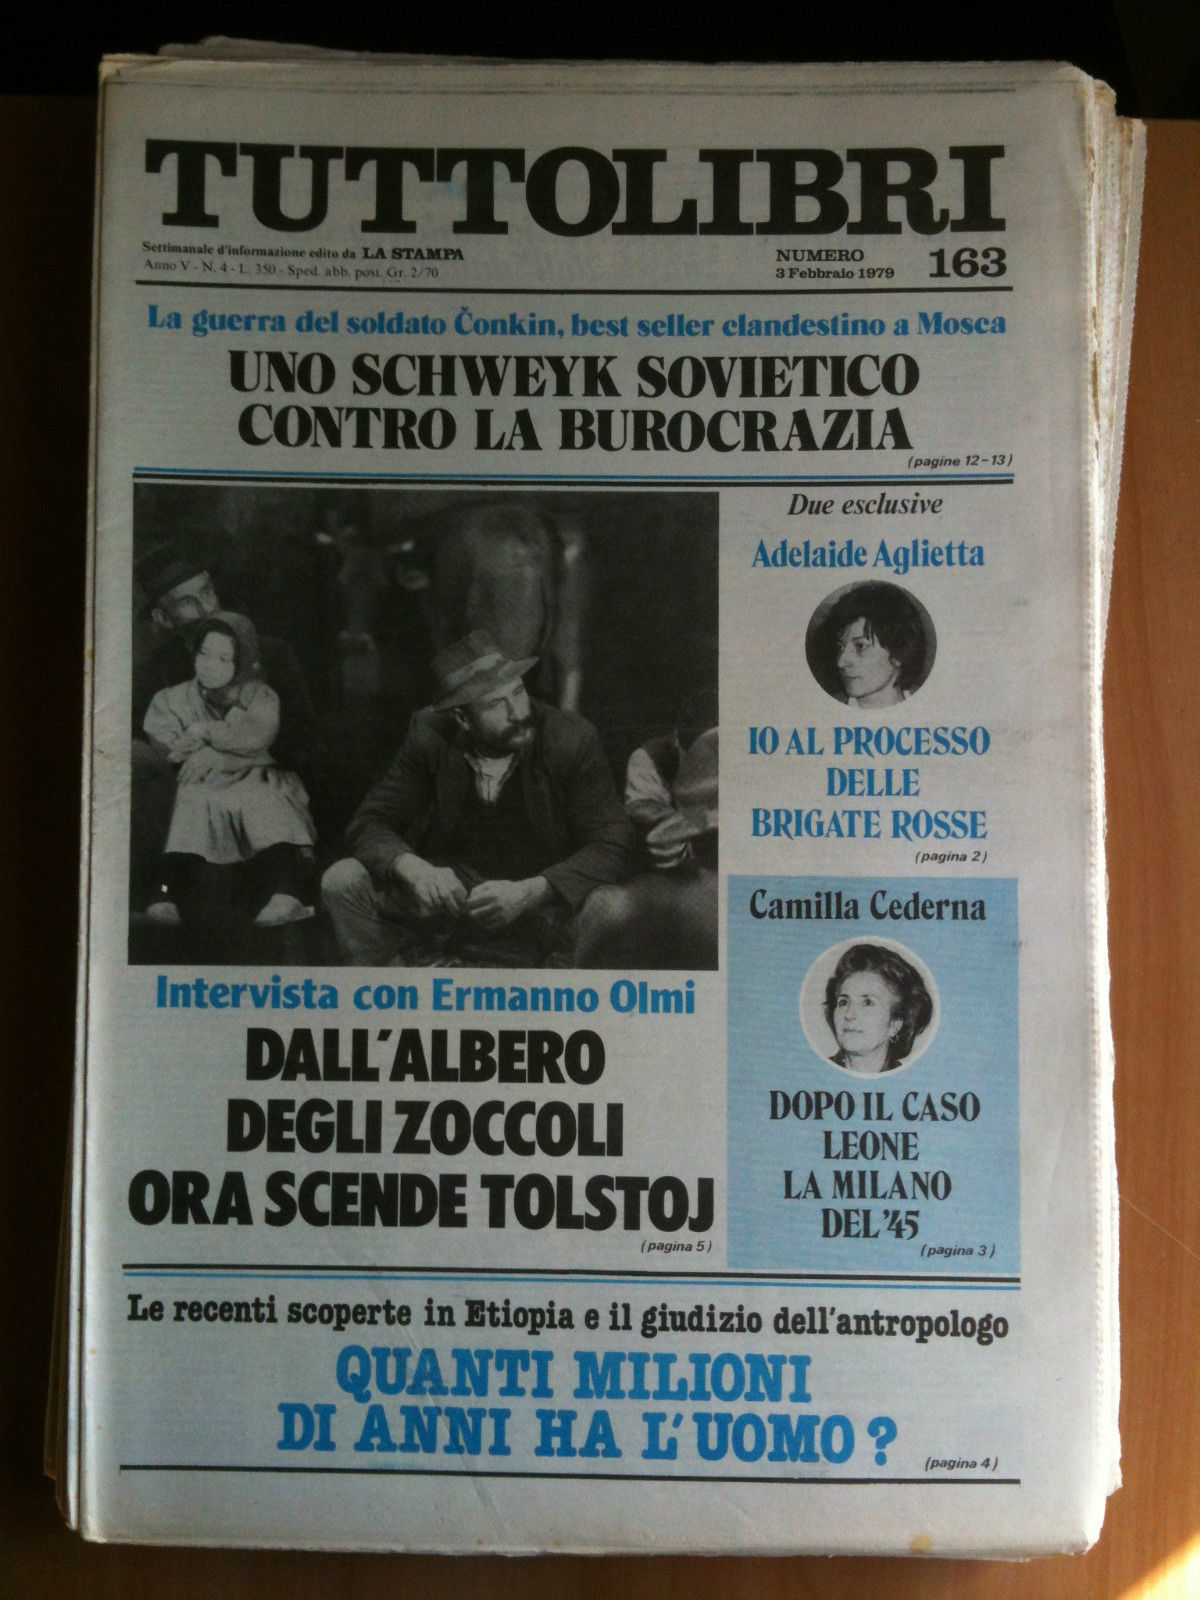 TUTTOLIBRI
Settimanale d'informazione edito da LA STAMPA
Anno V - N. 4 - L. 350 - Sped. abb. post. Gr. 2/70
NUMERO
3 Febbraio 1979
163
La guerra del soldato Čonkin, best seller clandestino a Mosca
UNO SCHWEYK SOVIETICO
CONTRO LA BUROCRAZIA
(pagine 12-13)
Due esclusive
Adelaide Aglietta
IO AL PROCESSO
DELLE
BRIGATE ROSSE
(pagina 2)
Camilla Cederna
DOPO IL CASO
LEONE
LA MILANO
DEL '45
(pagina 3)
Intervista con Ermanno Olmi
DALL'ALBERO
DEGLI ZOCCOLI
ORA SCENDE TOLSTOJ
(pagina 5)
Le recenti scoperte in Etiopia e il giudizio dell'antropologo
QUANTI MILIONI
DI ANNI HA L'UOMO?
(pagina 4)